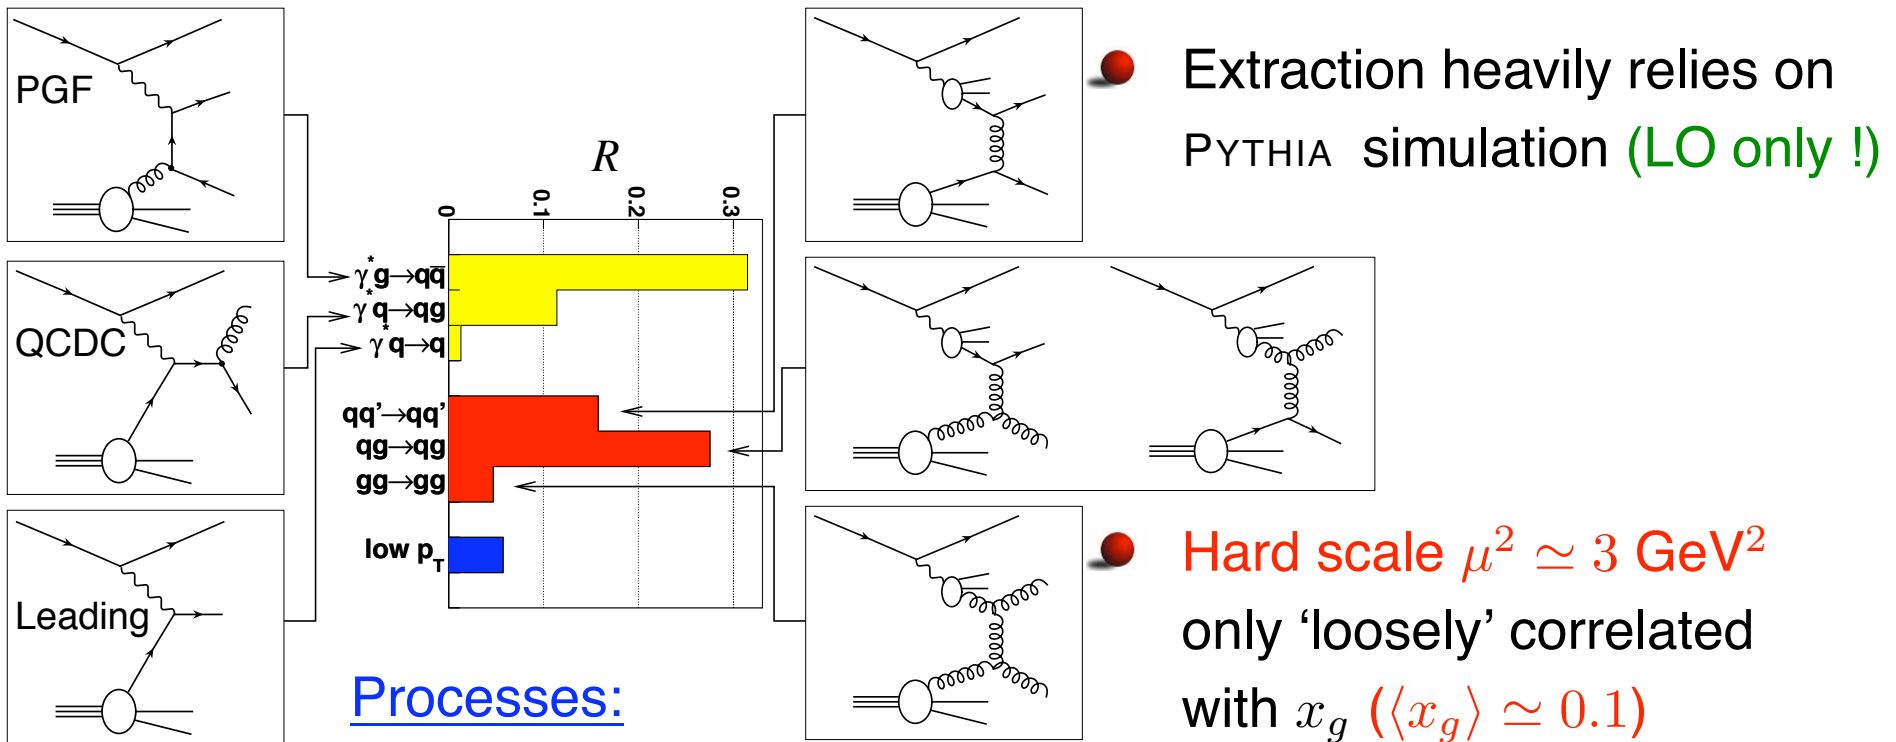 PGF
QCDC
Leading
R
0 0.1 0.2 0.3
γ*g→qq̅
γ*q→qg
γ*q→q
qq’→qq’
qg→qg
gg→gg
low pT
Processes:
Extraction heavily relies on
PYTHIA simulation (LO only !)
Hard scale μ² ≃ 3 GeV²
only ‘loosely’ correlated
with x_g (⟨x_g⟩ ≃ 0.1)